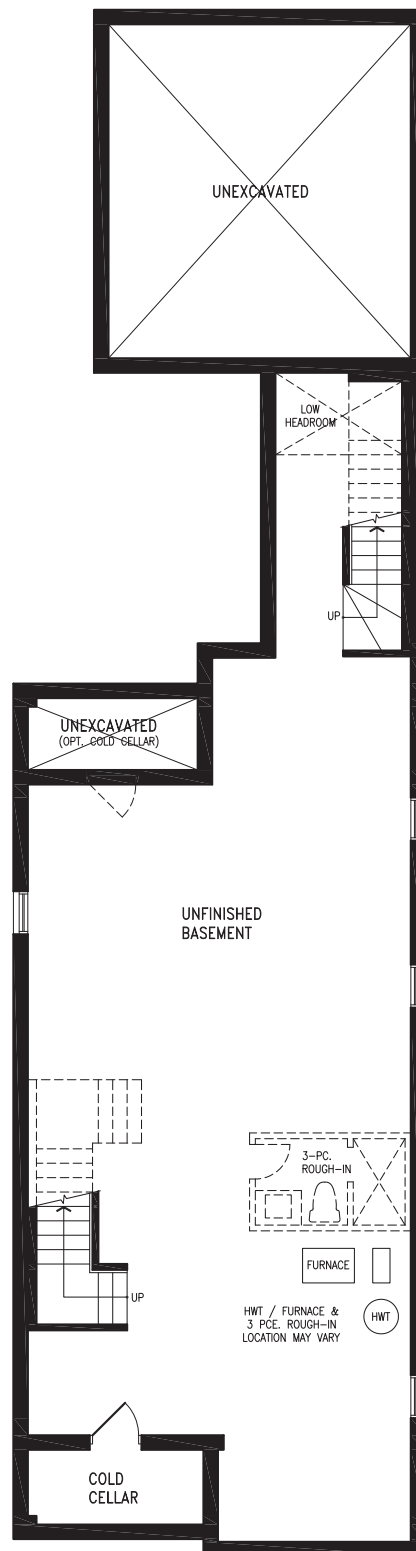 UNEXCAVATED
LOW
HEADROOM
UP
UNEXCAVATED
(OPT. COLD CELLAR)
UNFINISHED
BASEMENT
3-PC.
ROUGH-IN
FURNACE
UP
HWT / FURNACE &
3 PCE. ROUGH-IN
LOCATION MAY VARY
HWT
COLD
CELLAR